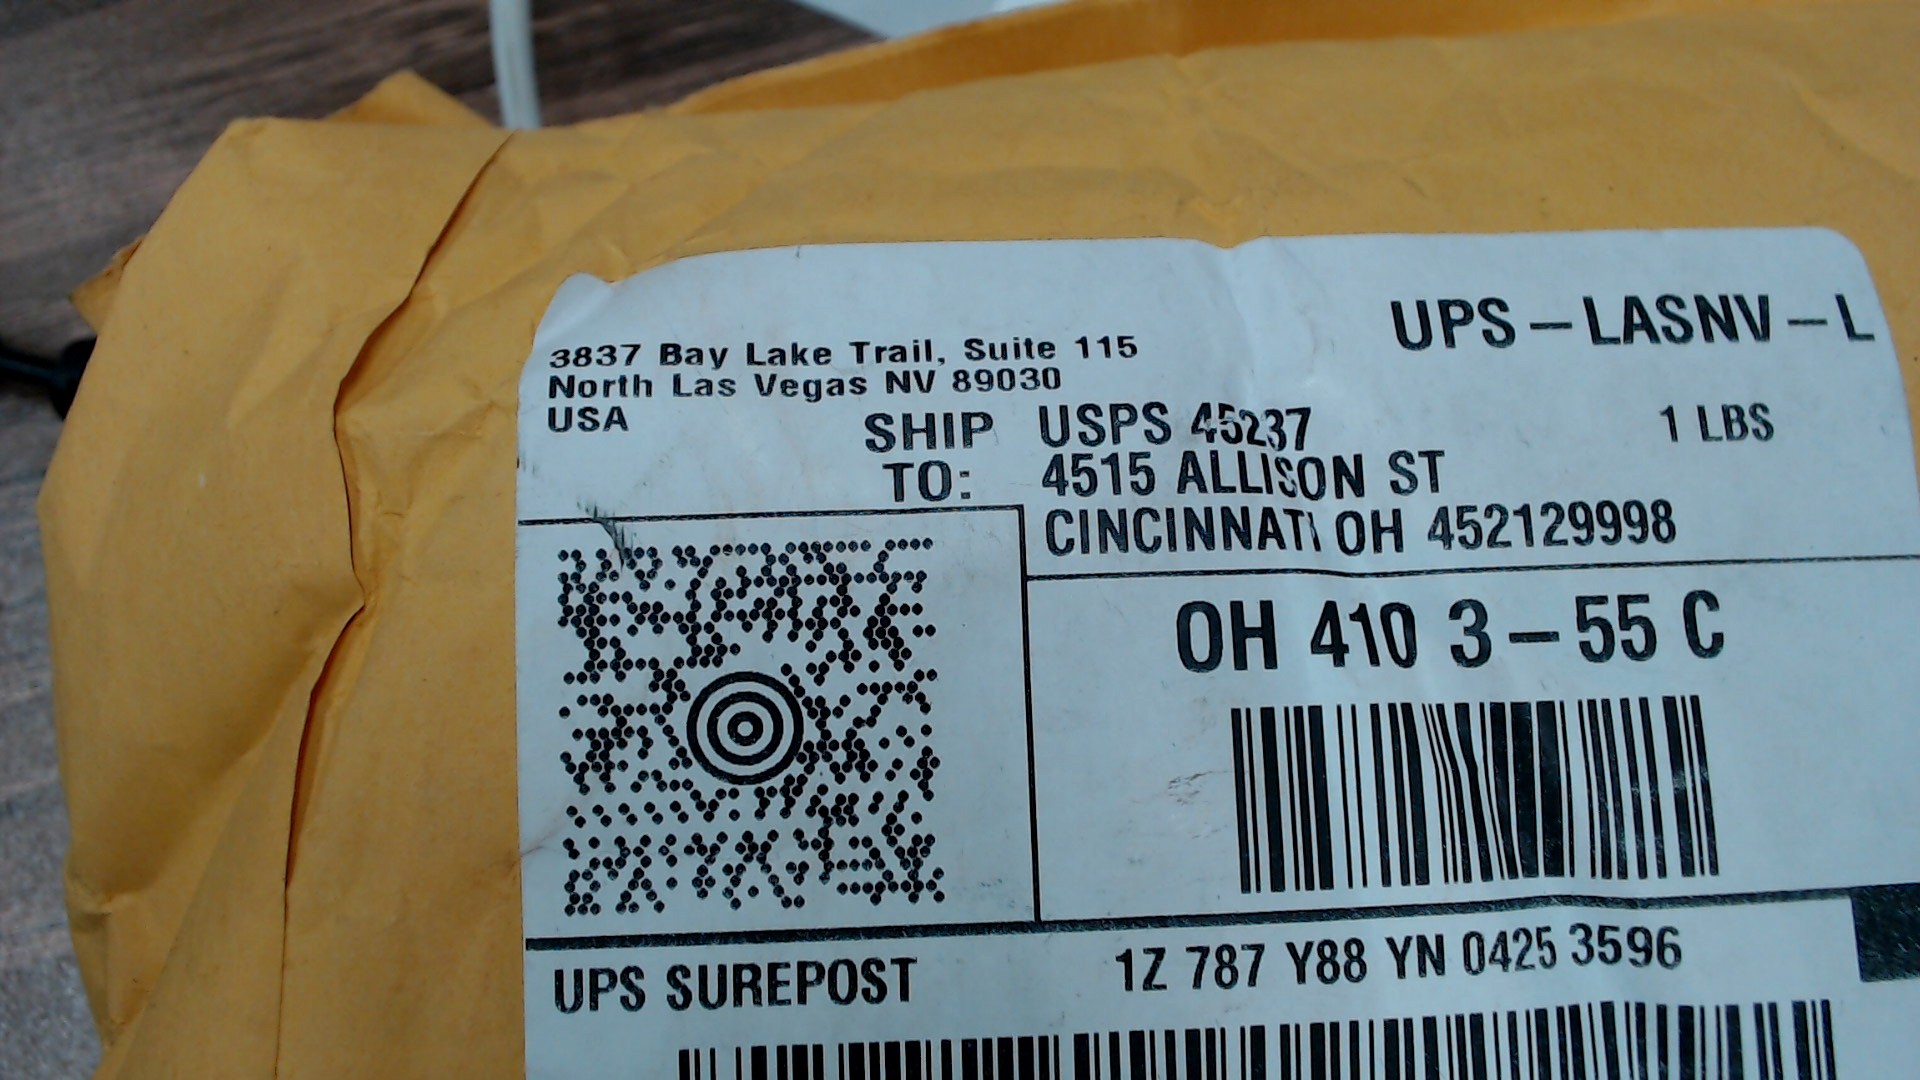 UPS-LASNV-L
3837 Bay Lake Trail, Suite 115
North Las Vegas NV 89030
USA
1 LBS
SHIP TO:
USPS 45237
4515 ALLISON ST
CINCINNATI OH 452129998
OH 410 3-55 C
UPS SUREPOST
1Z 787 Y88 YN 0425 3596